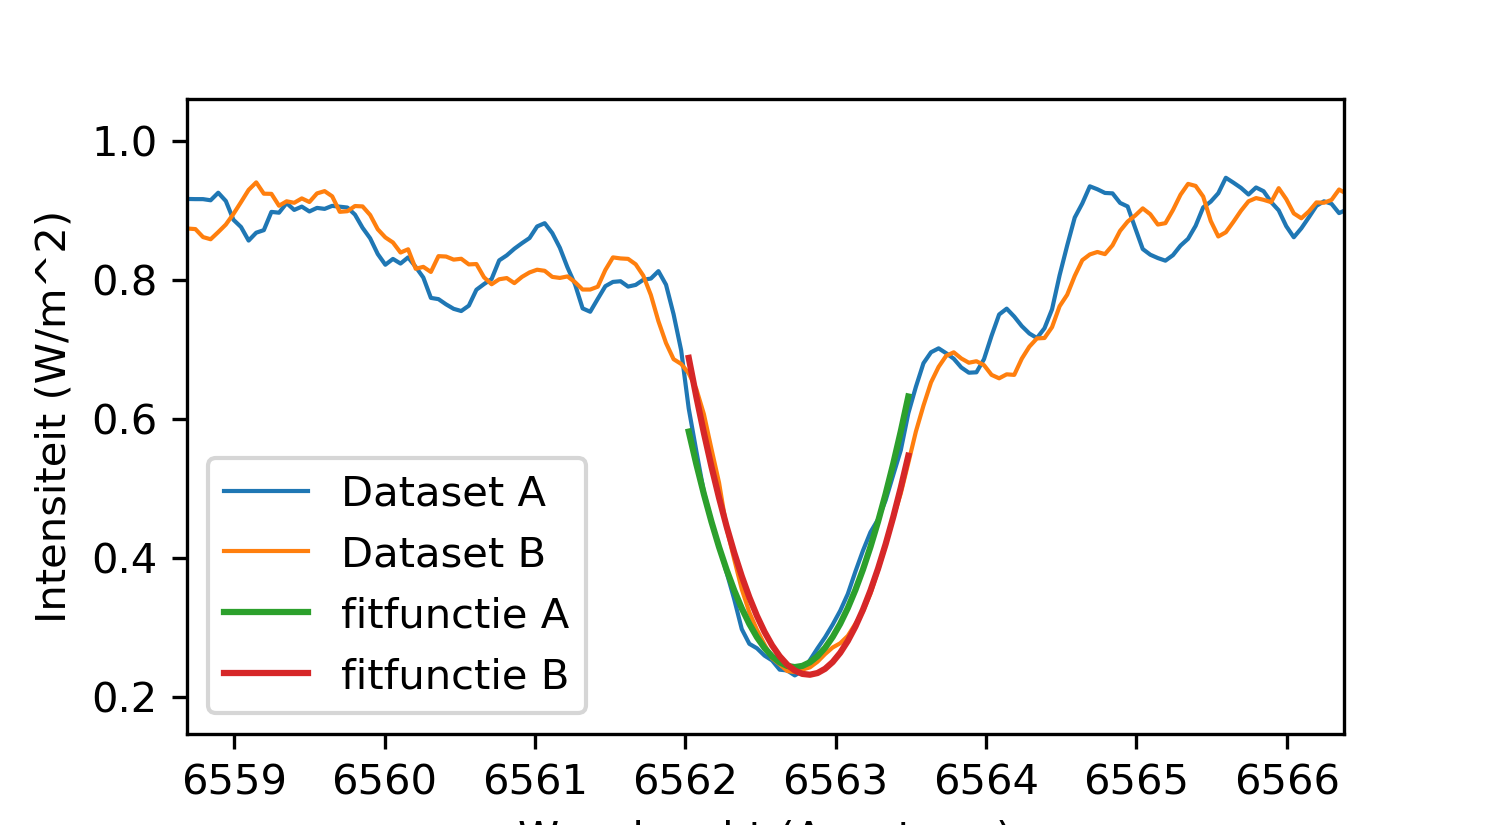 1.0
0.8
0.6
0.4
0.2
Intensiteit (W/m^2)
Dataset A
Dataset B
fitfunctie A
fitfunctie B
6559 6560 6561 6562 6563 6564 6565 6566